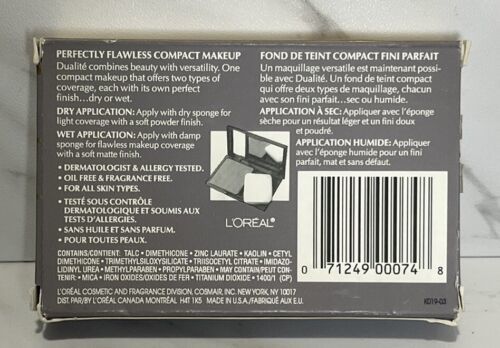 PERFECTLY FLAWLESS COMPACT MAKEUP
Dualité combines beauty with versatility. One
compact makeup that offers two types of
coverage, each with its own perfect
finish...dry or wet.
DRY APPLICATION: Apply with dry sponge for
light coverage with a soft powder finish.
WET APPLICATION: Apply with damp
sponge for flawless makeup coverage
with a soft matte finish.
• DERMATOLOGIST & ALLERGY TESTED.
• OIL FREE & FRAGRANCE FREE.
• FOR ALL SKIN TYPES.
• TESTÉ SOUS CONTRÔLE
DERMATOLOGIQUE ET SOUMIS AUX
TESTS D'ALLERGIES.
• SANS HUILE ET SANS PARFUM.
• POUR TOUTES PEAUX.
FOND DE TEINT COMPACT FINI PARFAIT
Un maquillage versatile est maintenant possi-
ble avec Dualité. Un fond de teint compact
qui offre deux types de maquillage, chacun
avec son fini parfait...sec ou humide.
APPLICATION À SEC: Appliquer avec l'éponge
sèche pour un résultat léger et un fini doux
et poudré.
APPLICATION HUMIDE: Appliquer
avec l'éponge humide pour un fini
parfait, mat et sans défaut.
L'ORÉAL
0 71249 00074 8
CONTAINS/CONTIENT: TALC • DIMETHICONE • ZINC LAURATE • KAOLIN • CETYL
DIMETHICONE • TRIMETHYLSILOXYSILICATE • TRIISOCETYL CITRATE • IMIDAZO-
LIDINYL UREA • METHYLPARABEN • PROPYLPARABEN • MAY CONTAIN/PEUT CON-
TENIR: • MICA • IRON OXIDES/OXIDES DE FER • TITANIUM DIOXIDE • 1400/1 (CP)
L'ORÉAL COSMETIC AND FRAGRANCE DIVISION, COSMAIR, INC. NEW YORK, NY 10017
DIST. PAR/BY L'ORÉAL CANADA MONTRÉAL H4T 1K5 MADE IN U.S.A./FABRIQUÉ AUX É.U.
KD19-03